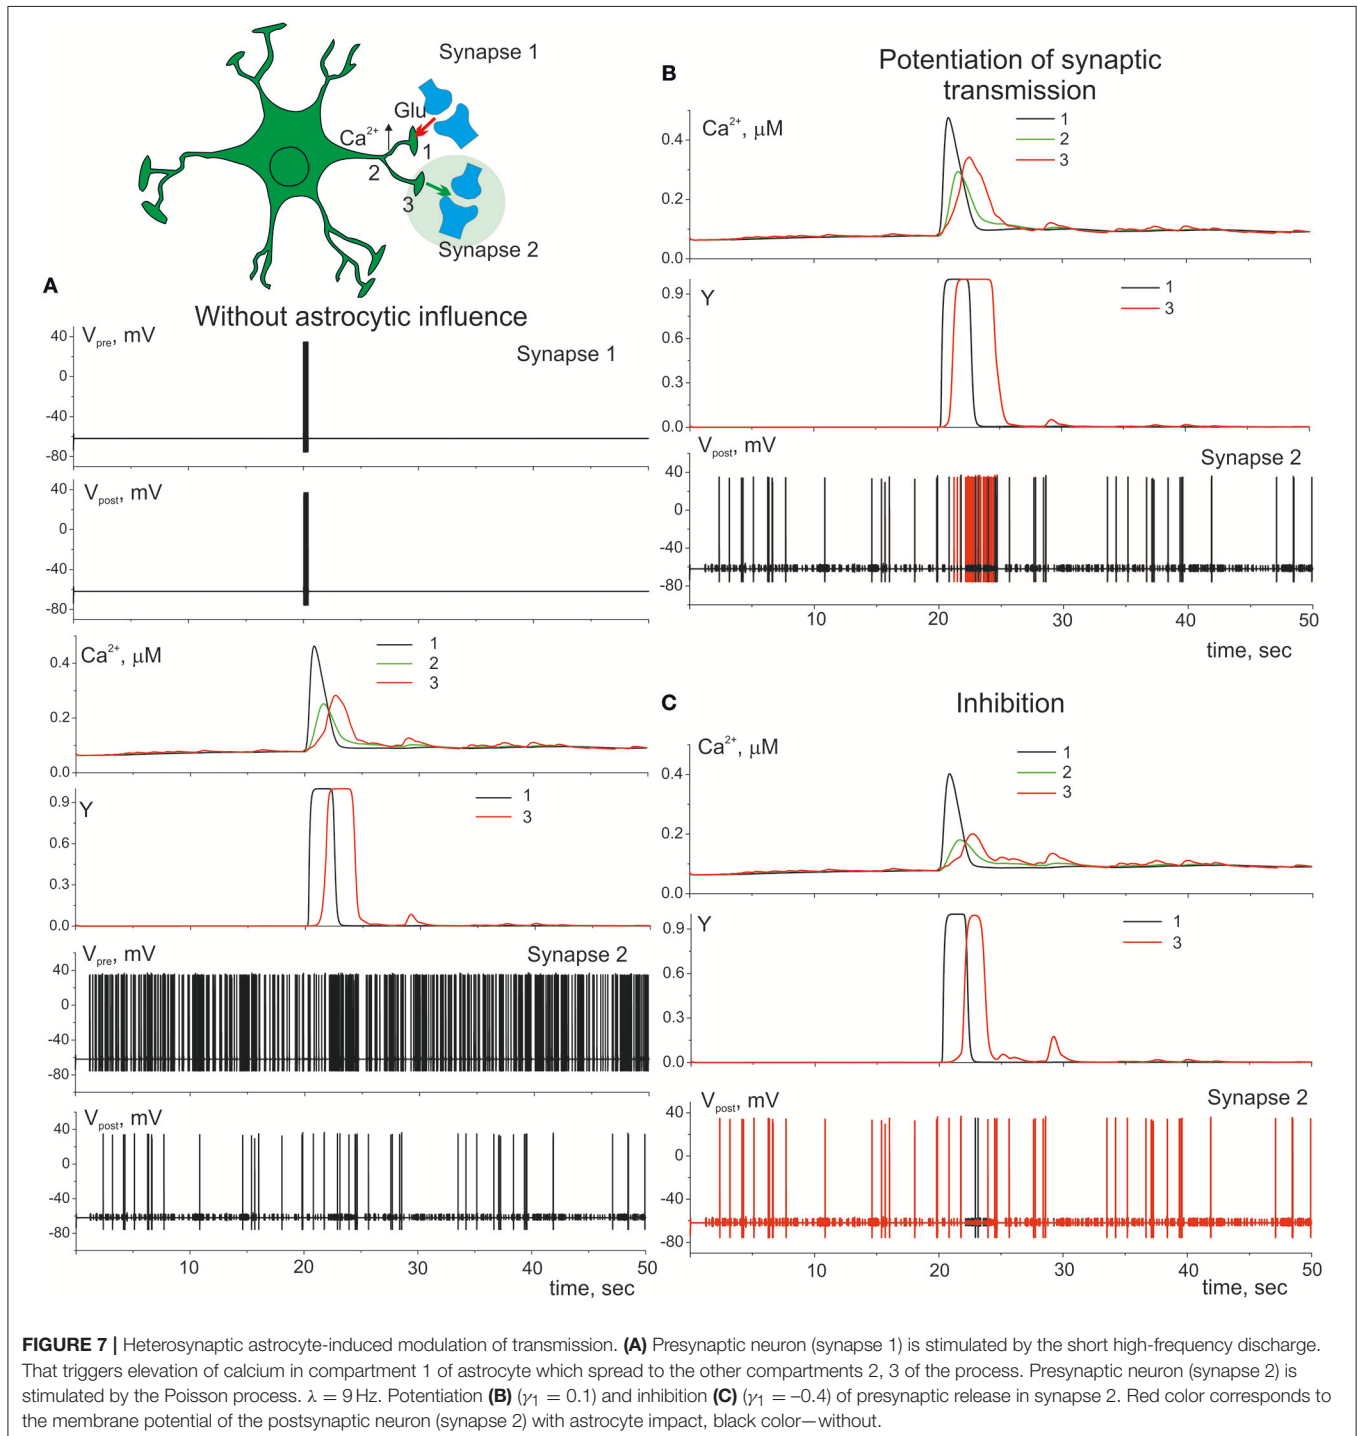 Synapse 1
Glu
Ca2+
1
2
3
Synapse 2
A
Without astrocytic influence
Vpre, mV
Synapse 1
40
0
-40
-80
Vpost, mV
40
0
-40
-80
Ca2+, μM
1
2
3
0.4
0.2
0.0
Y
1
3
0.9
0.6
0.3
0.0
Vpre, mV
Synapse 2
40
0
-40
-80
Vpost, mV
40
0
-40
-80
10 20 30 40 50
time, sec
B
Potentiation of synaptic
transmission
Ca2+, μM
1
2
3
0.4
0.2
0.0
Y
1
3
0.9
0.6
0.3
0.0
Vpost, mV
Synapse 2
40
0
-40
-80
10 20 30 40 50
time, sec
C
Inhibition
Ca2+, μM
1
2
3
0.4
0.2
0.0
Y
1
3
0.9
0.6
0.3
0.0
Vpost, mV
Synapse 2
40
0
-40
-80
10 20 30 40 50
time, sec
FIGURE 7 | Heterosynaptic astrocyte-induced modulation of transmission. (A) Presynaptic neuron (synapse 1) is stimulated by the short high-frequency discharge.
That triggers elevation of calcium in compartment 1 of astrocyte which spread to the other compartments 2, 3 of the process. Presynaptic neuron (synapse 2) is
stimulated by the Poisson process. λ = 9 Hz. Potentiation (B) (γ1 = 0.1) and inhibition (C) (γ1 = –0.4) of presynaptic release in synapse 2. Red color corresponds to
the membrane potential of the postsynaptic neuron (synapse 2) with astrocyte impact, black color—without.